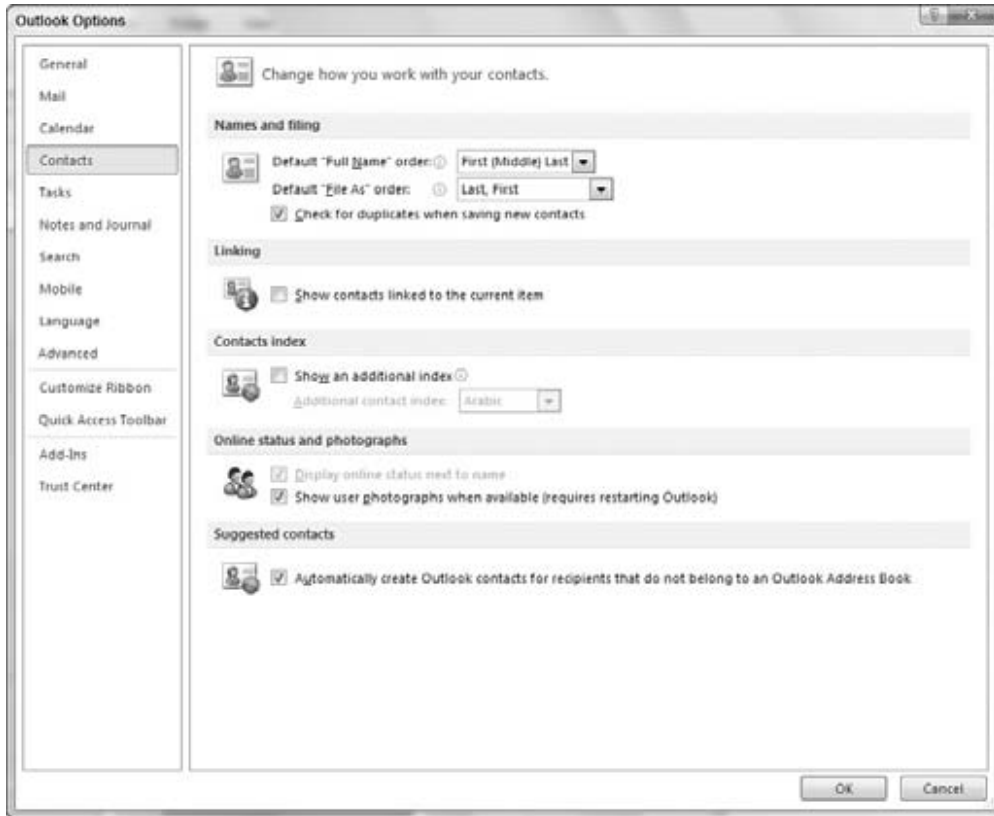 Outlook Options
General
Mail
Calendar
Contacts
Tasks
Notes and Journal
Search
Mobile
Language
Advanced
Customize Ribbon
Quick Access Toolbar
Add-Ins
Trust Center
Change how you work with your contacts.
Names and filing
Default "Full Name" order: First (Middle) Last
Default "File As" order: Last, First
Check for duplicates when saving new contacts
Linking
Show contacts linked to the current item
Contacts index
Show an additional index
Additional contact index: Arabic
Online status and photographs
Display online status next to name
Show user photographs when available (requires restarting Outlook)
Suggested contacts
Automatically create Outlook contacts for recipients that do not belong to an Outlook Address Book
OK
Cancel